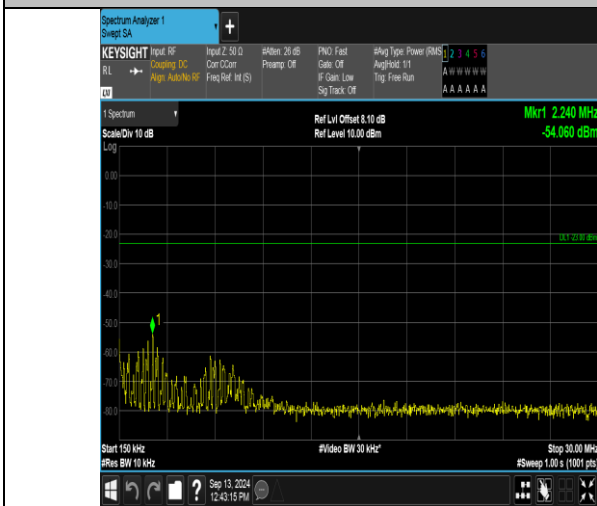 Spectrum Analyzer 1
Swept SA
+
KEYSIGHT Input: RF Input Z: 50 Ω #Atten: 26 dB PNO: Fast #Avg Type: Power (RMS 1 2 3 4 5 6
RL Coupling: DC Corr CCorr Preamp: Off Gate: Off Avg|Hold: 1/1 A W W W W W
Align: Auto/No RF Freq Ref: Int (S) IF Gain: Low Trig: Free Run
LXI Sig Track: Off A A A A A A
1 Spectrum Ref Lvl Offset 8.10 dB Mkr1 2.240 MHz
Scale/Div 10 dB Ref Level 10.00 dBm -54.060 dBm
Log
0.00
-10.0
-20.0
DL1 -23.00 dBm
-30.0
-40.0
-50.0
1
-60.0
-70.0
-80.0
Start 150 kHz #Video BW 30 kHz* Stop 30.00 MHz
#Res BW 10 kHz #Sweep 1.00 s (1001 pts)
? Sep 13, 2024
12:43:15 PM